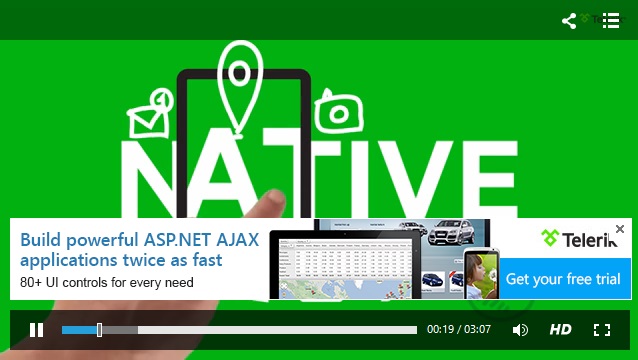 Telerik
NATIVE
Build powerful ASP.NET AJAX
applications twice as fast
80+ UI controls for every need
Telerik
Get your free trial
00:19 / 03:07
HD